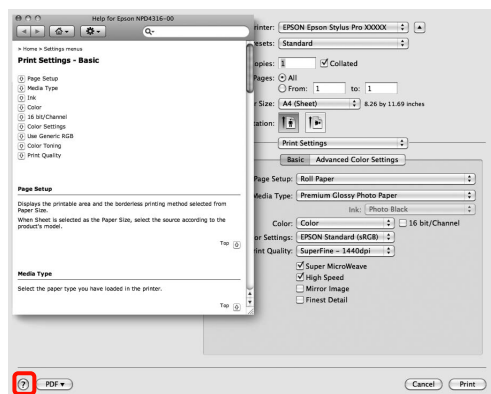 Help for Epson NPD4316-00
Q-
> Home > Settings menus
Print Settings - Basic
Page Setup
Media Type
Ink
Color
16 bit/Channel
Color Settings
Use Generic RGB
Color Toning
Print Quality
Page Setup
Displays the printable area and the borderless printing method selected from
Paper Size.
When Sheet is selected as the Paper Size, select the source according to the
product's model.
Top
Media Type
Select the paper type you have loaded in the printer.
Top
rinter: EPSON Epson Stylus Pro XXXXX
esets: Standard
opies: 1 Collated
Pages: All
From: 1 to: 1
r Size: A4 (Sheet) 8.26 by 11.69 inches
tation:
Print Settings
Basic Advanced Color Settings
Page Setup: Roll Paper
Media Type: Premium Glossy Photo Paper
Ink: Photo Black
Color: Color 16 bit/Channel
or Settings: EPSON Standard (sRGB)
rint Quality: SuperFine - 1440dpi
Super MicroWeave
High Speed
Mirror Image
Finest Detail
? PDF Cancel Print